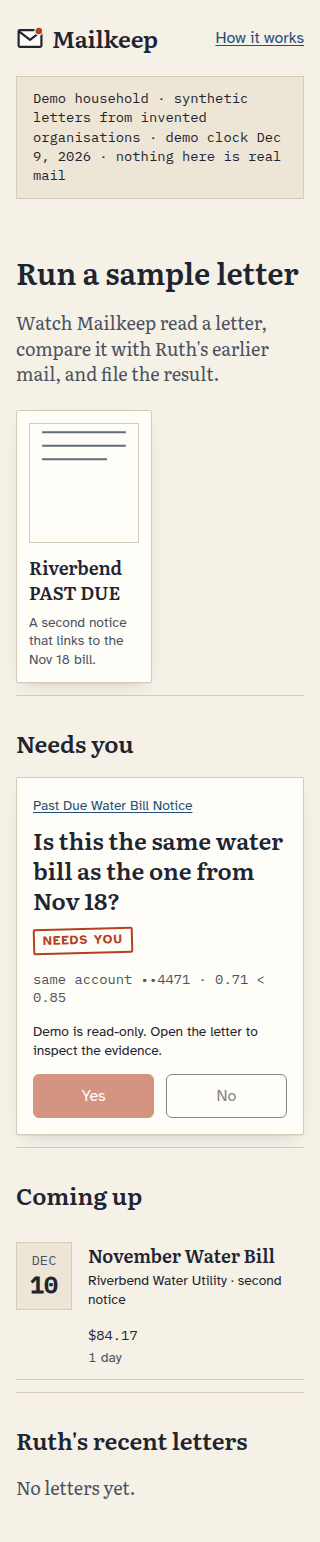 Mailkeep
How it works
Demo household · synthetic
letters from invented
organisations · demo clock Dec
9, 2026 · nothing here is real
mail
Run a sample letter
Watch Mailkeep read a letter,
compare it with Ruth's earlier
mail, and file the result.
Riverbend
PAST DUE
A second notice
that links to the
Nov 18 bill.
Needs you
Past Due Water Bill Notice
Is this the same water
bill as the one from
Nov 18?
NEEDS YOU
same account ••4471 · 0.71 <
0.85
Demo is read-only. Open the letter to
inspect the evidence.
Yes
No
Coming up
DEC
10
November Water Bill
Riverbend Water Utility · second
notice
$84.17
1 day
Ruth's recent letters
No letters yet.